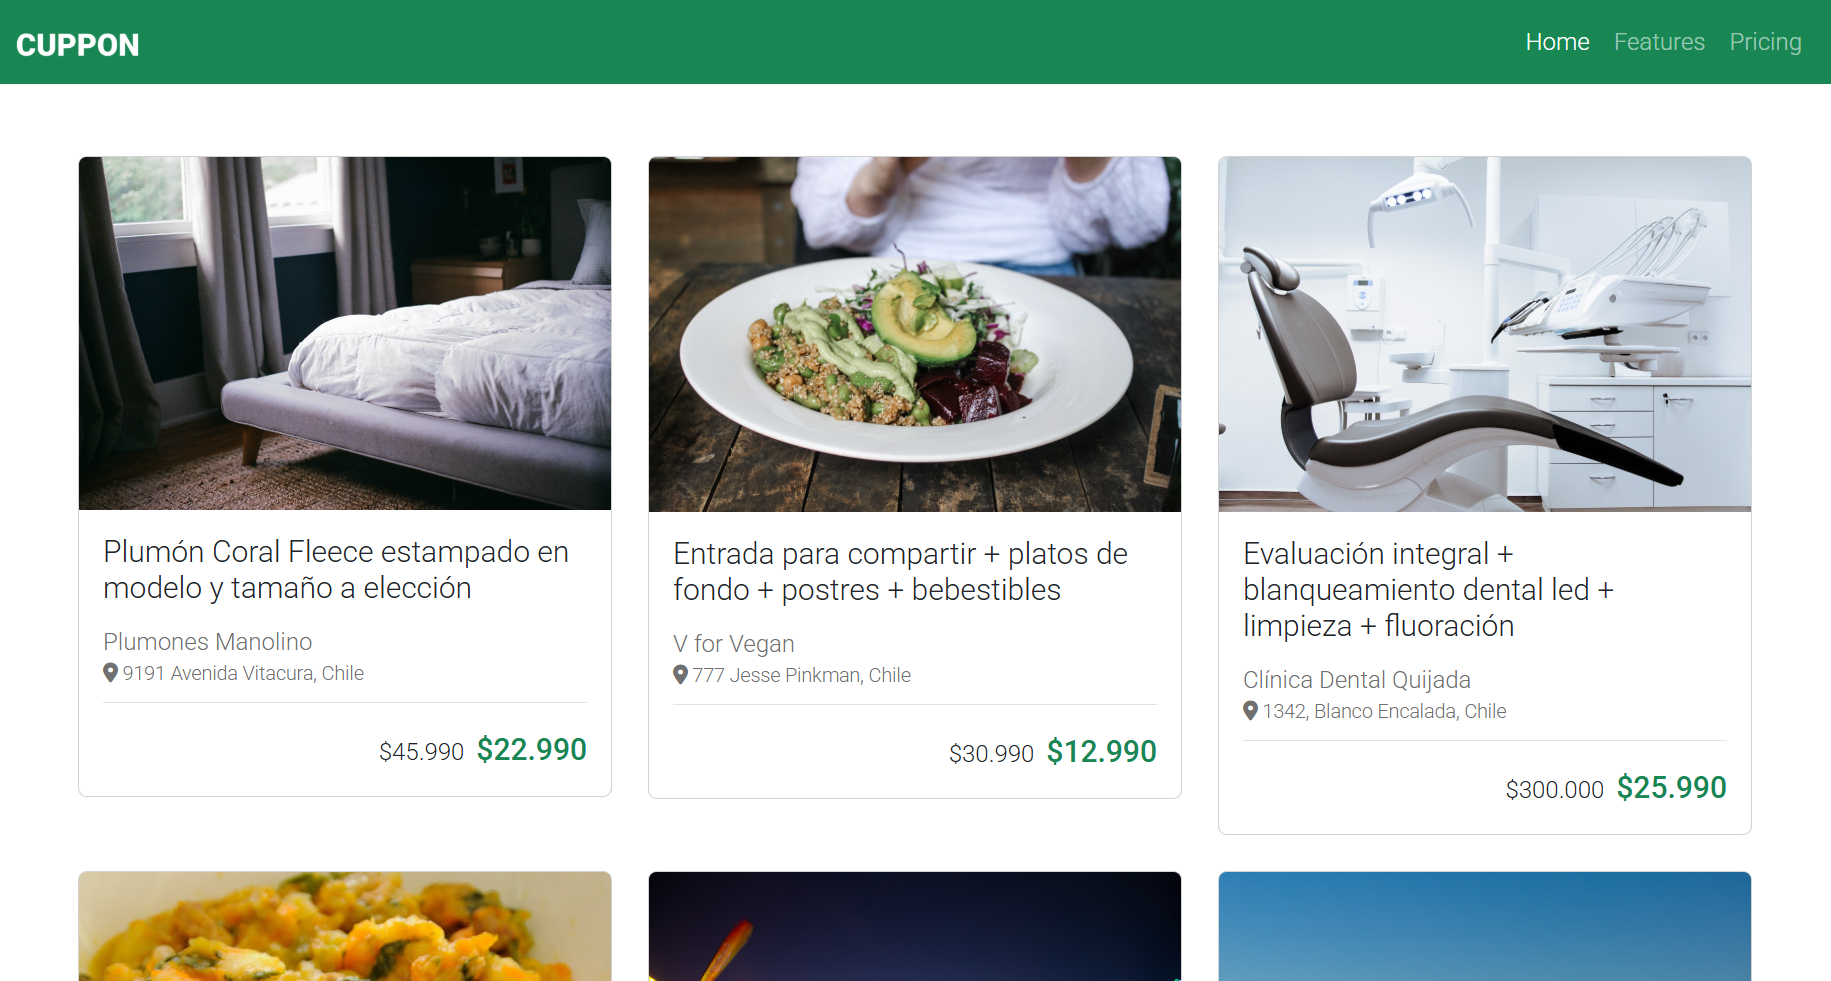 CUPPON
Home Features Pricing
Plumón Coral Fleece estampado en
modelo y tamaño a elección
Plumones Manolino
9191 Avenida Vitacura, Chile
$45.990 $22.990
Entrada para compartir + platos de
fondo + postres + bebestibles
V for Vegan
777 Jesse Pinkman, Chile
$30.990 $12.990
Evaluación integral +
blanqueamiento dental led +
limpieza + fluoración
Clínica Dental Quijada
1342, Blanco Encalada, Chile
$300.000 $25.990